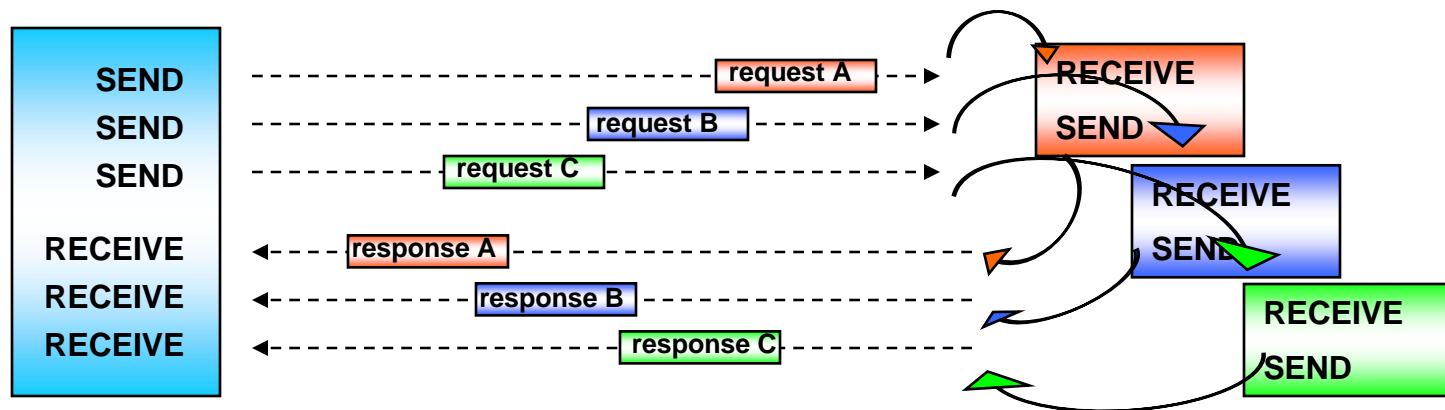 SEND
SEND
SEND
RECEIVE
RECEIVE
RECEIVE
request A
request B
request C
response A
response B
response C
RECEIVE
SEND
RECEIVE
SEND
RECEIVE
SEND